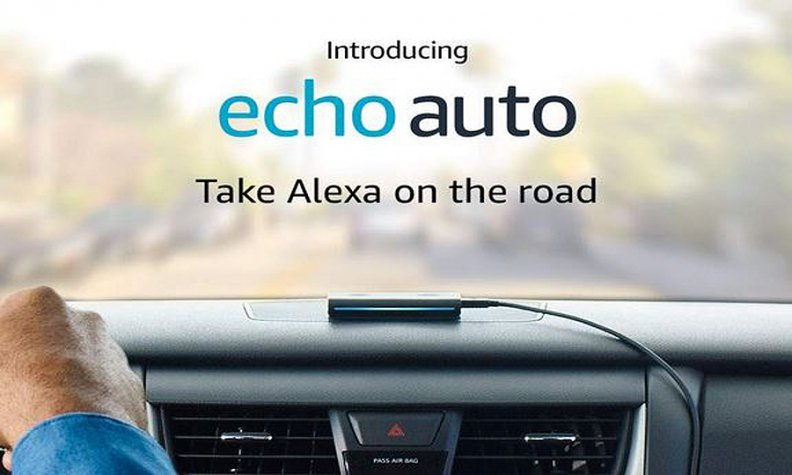 Introducing
echo auto
Take Alexa on the road
PASS AIR BAG